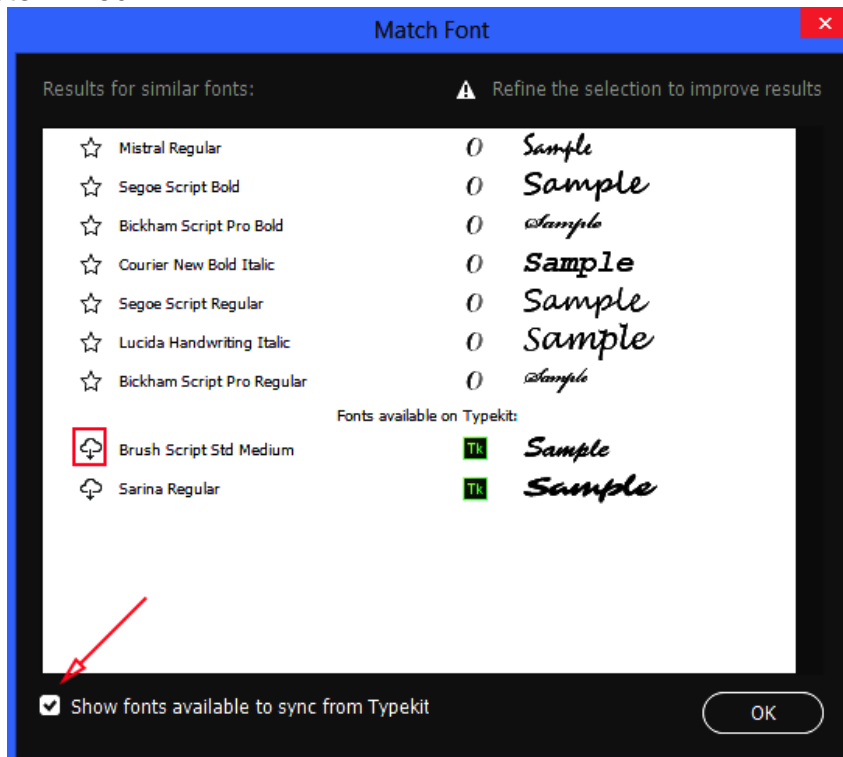 Match Font
Results for similar fonts: Refine the selection to improve results
Mistral Regular O Sample
Segoe Script Bold O Sample
Bickham Script Pro Bold O Sample
Courier New Bold Italic O Sample
Segoe Script Regular O Sample
Lucida Handwriting Italic O Sample
Bickham Script Pro Regular O Sample
Fonts available on Typekit:
Brush Script Std Medium Tk Sample
Sarina Regular Tk Sample
Show fonts available to sync from Typekit OK